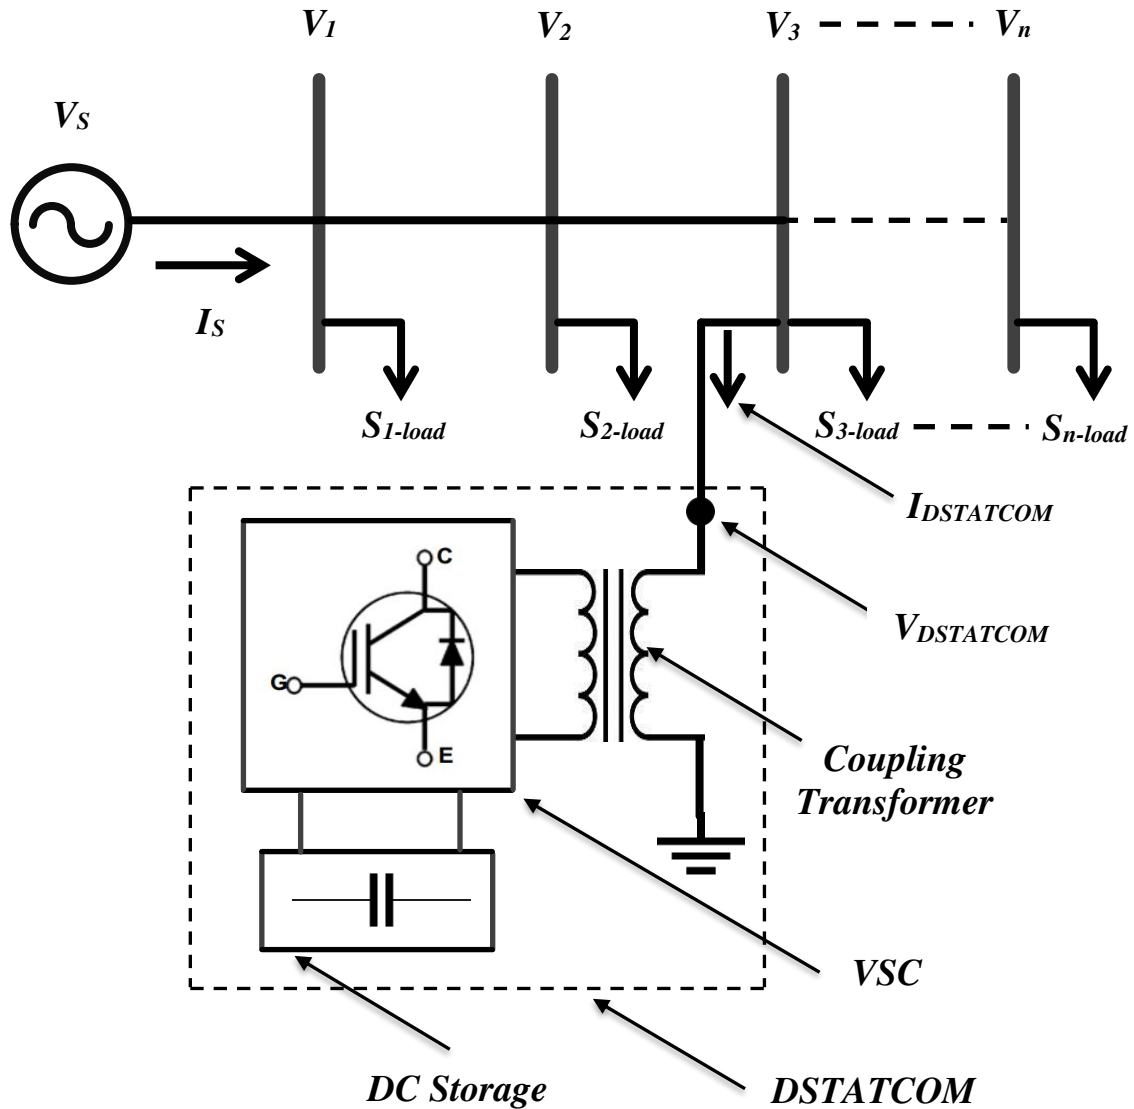 V1
V2
V3
Vn
VS
IS
S1-load
S2-load
S3-load
Sn-load
IDSTATCOM
C
VDSTATCOM
G
E
Coupling
Transformer
VSC
DC Storage
DSTATCOM